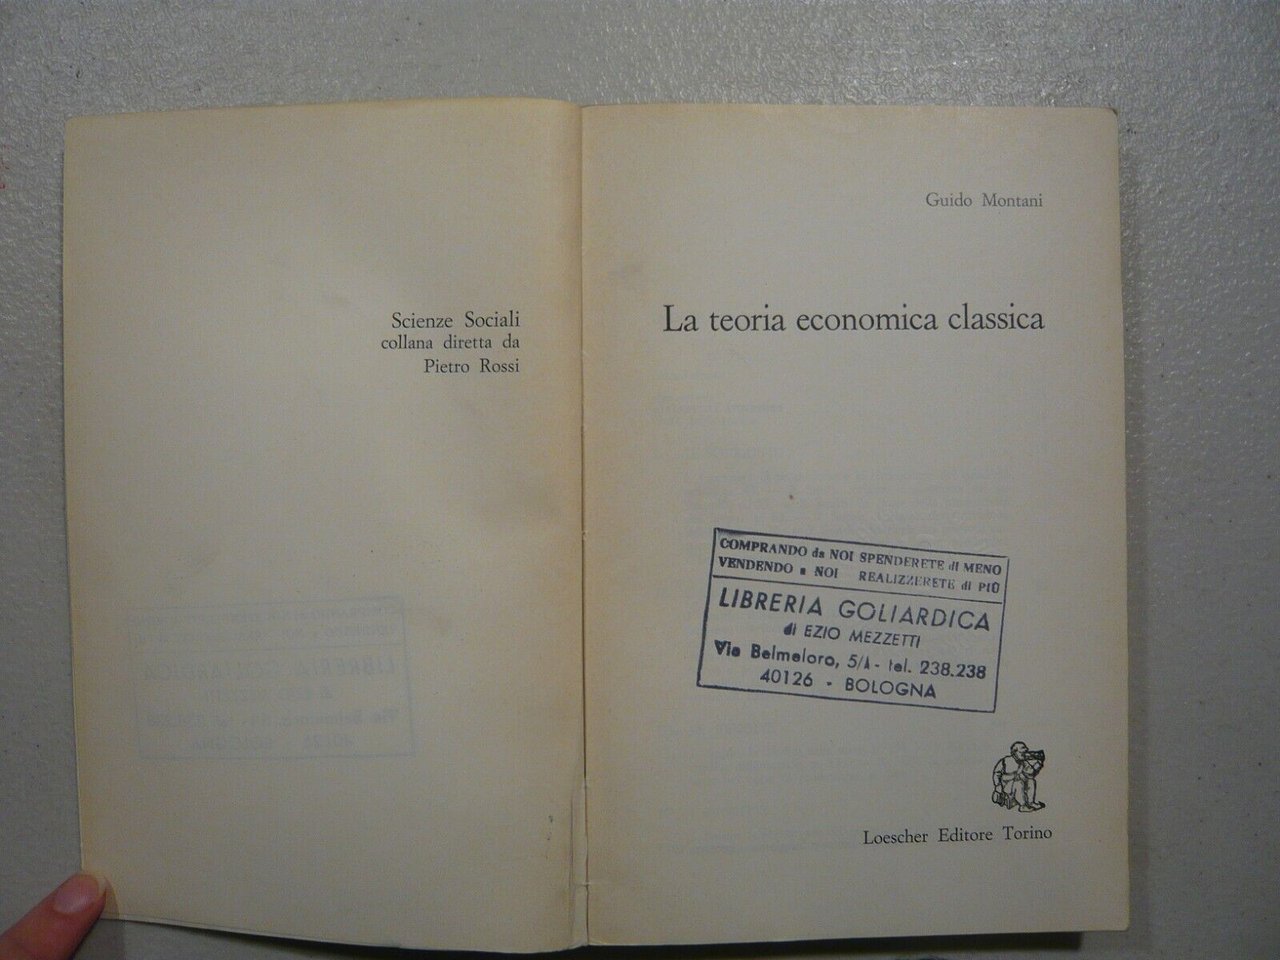 Scienze Sociali
collana diretta da
Pietro Rossi
Guido Montani
La teoria economica classica
COMPRANDO da NOI SPENDERETE di MENO
VENDENDO a NOI REALIZZERETE di PIÙ
LIBRERIA GOLIARDICA
di EZIO MEZZETTI
Via Belmeloro, 5/A - tel. 238.238
40126 - BOLOGNA
Loescher Editore Torino